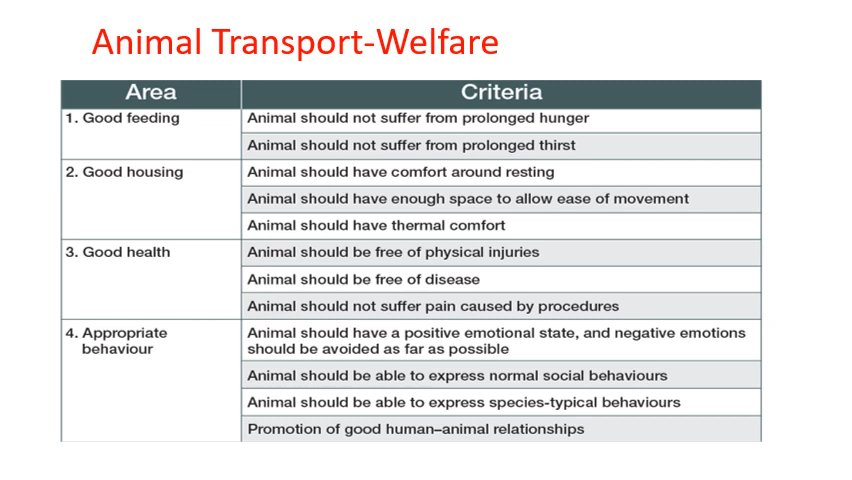 Animal Transport-Welfare
Area Criteria
1. Good feeding Animal should not suffer from prolonged hunger
Animal should not suffer from prolonged thirst
2. Good housing Animal should have comfort around resting
Animal should have enough space to allow ease of movement
Animal should have thermal comfort
3. Good health Animal should be free of physical injuries
Animal should be free of disease
Animal should not suffer pain caused by procedures
4. Appropriate Animal should have a positive emotional state, and negative emotions
behaviour should be avoided as far as possible
Animal should be able to express normal social behaviours
Animal should be able to express species-typical behaviours
Promotion of good human–animal relationships